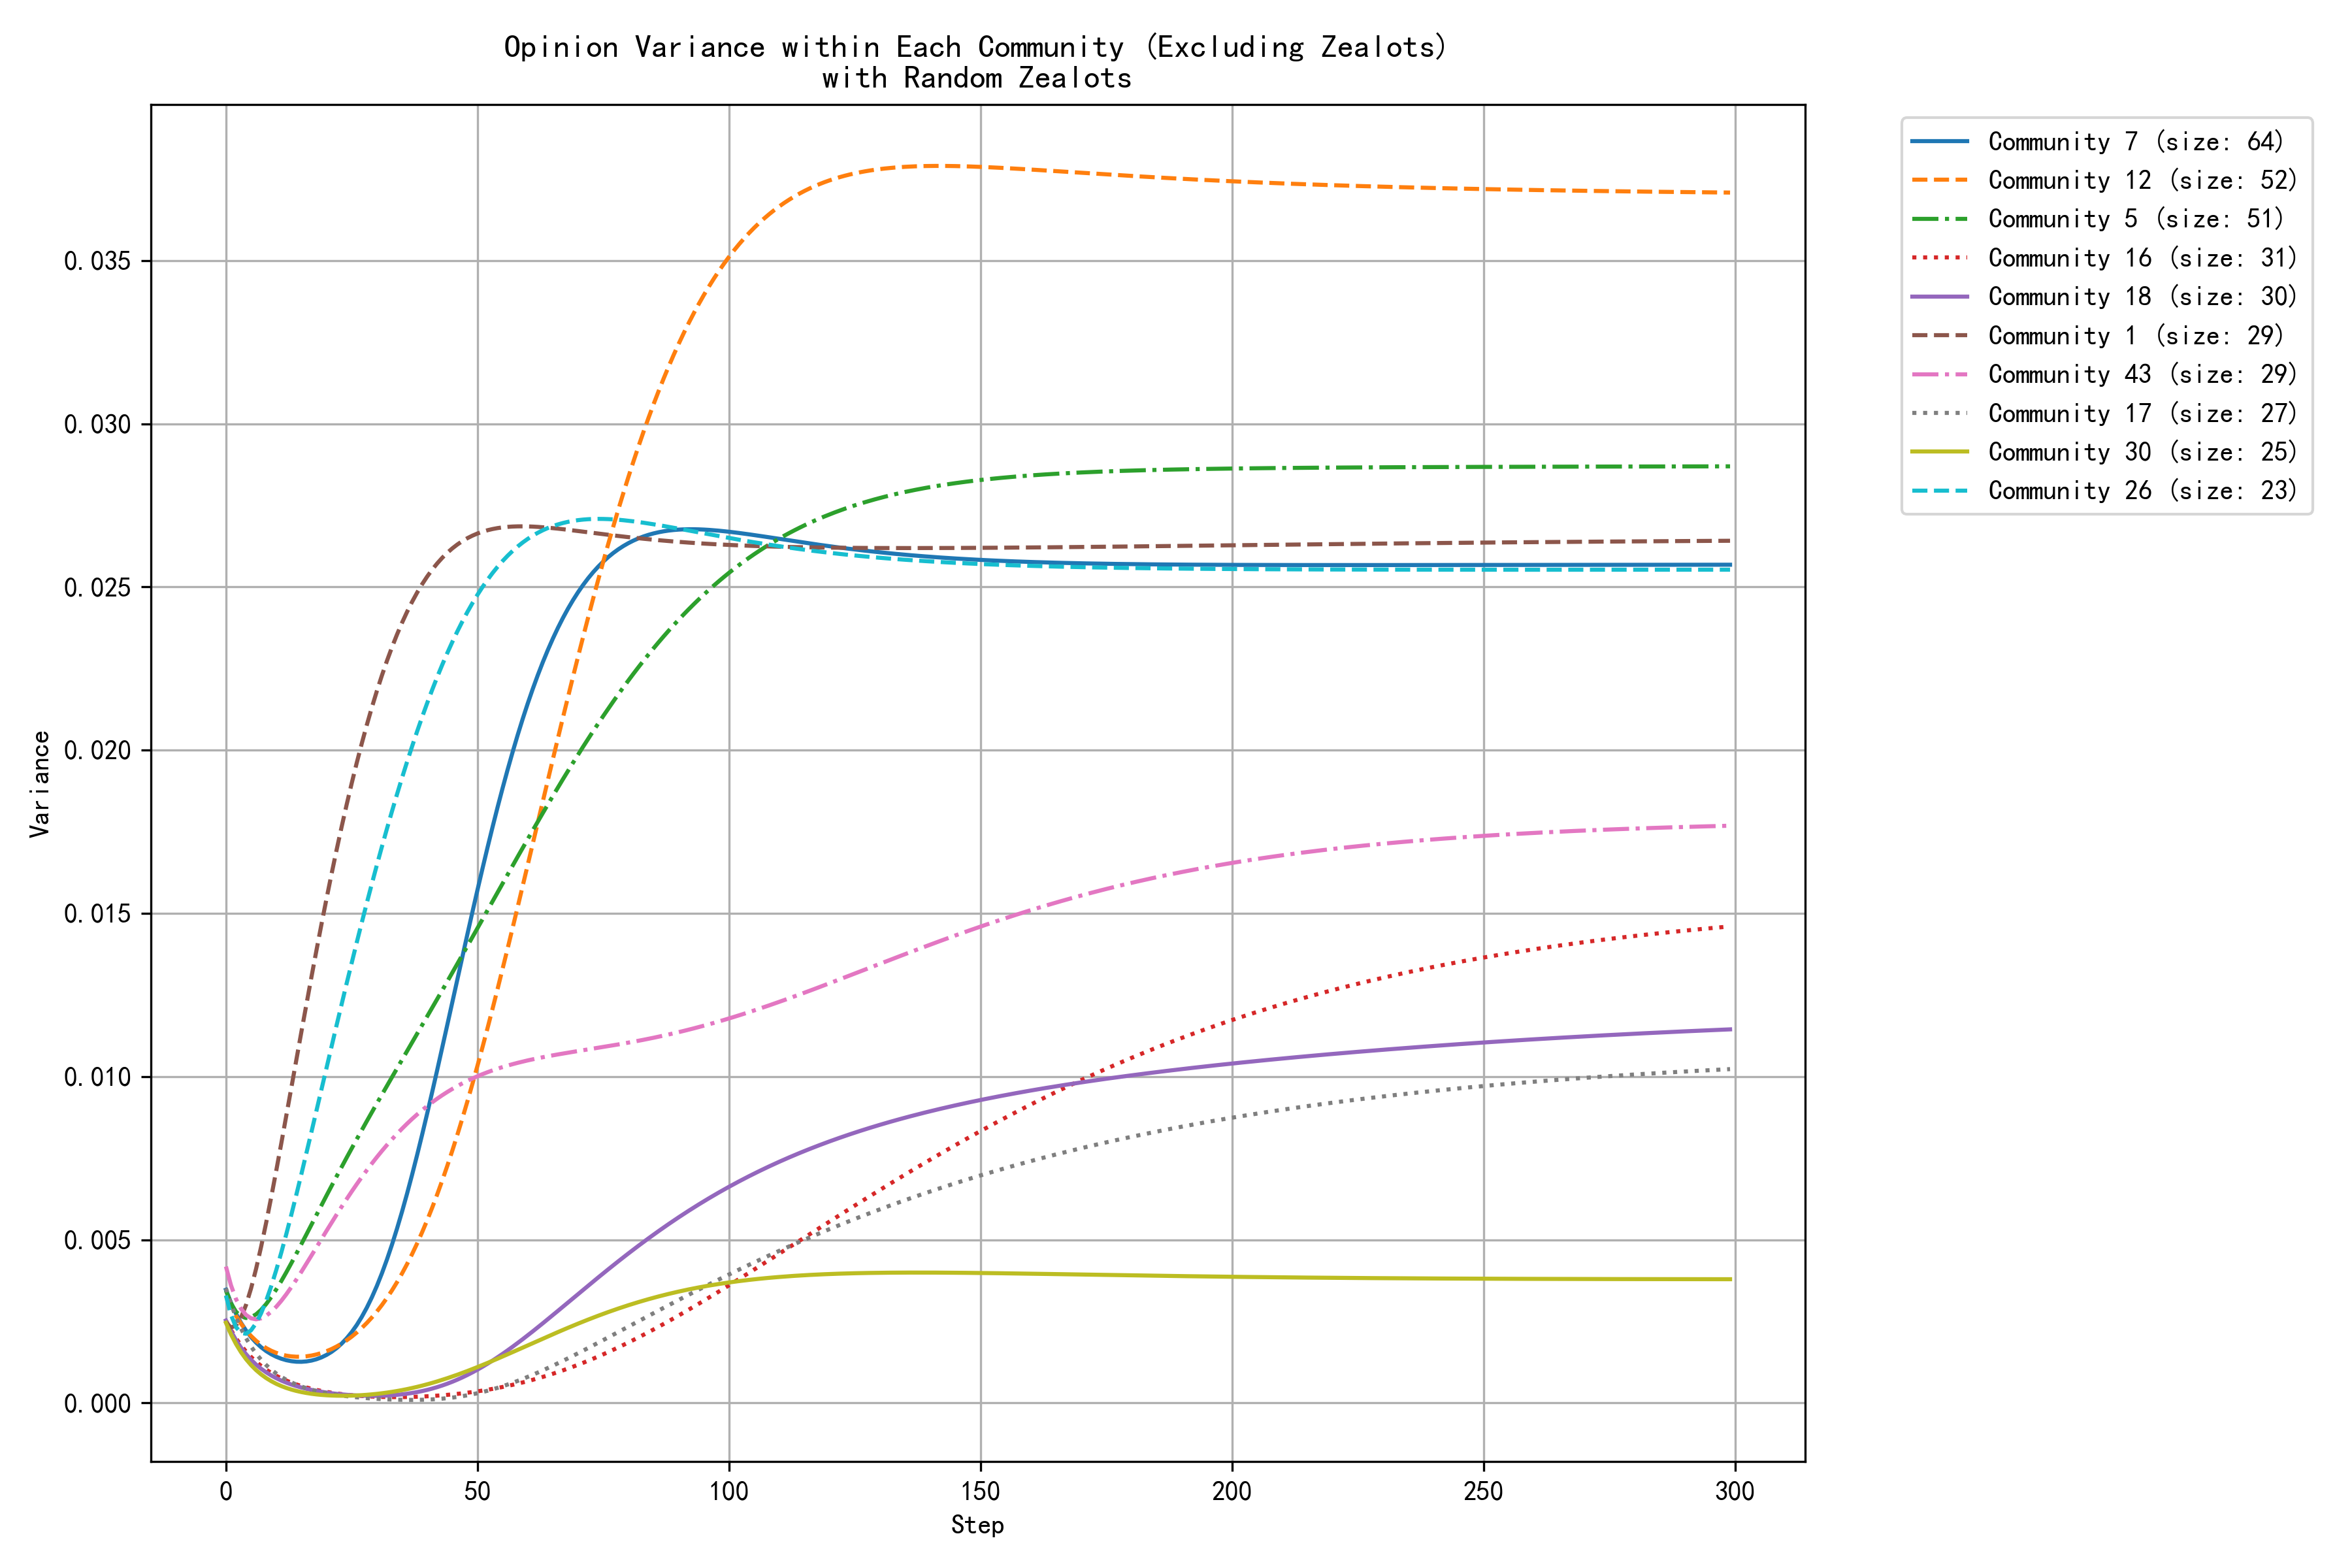 Opinion Variance within Each Community (Excluding Zealots)
with Random Zealots
Variance
0.035
0.030
0.025
0.020
0.015
0.010
0.005
0.000
0 50 100 150 200 250 300
Step
Community 7 (size: 64)
Community 12 (size: 52)
Community 5 (size: 51)
Community 16 (size: 31)
Community 18 (size: 30)
Community 1 (size: 29)
Community 43 (size: 29)
Community 17 (size: 27)
Community 30 (size: 25)
Community 26 (size: 23)